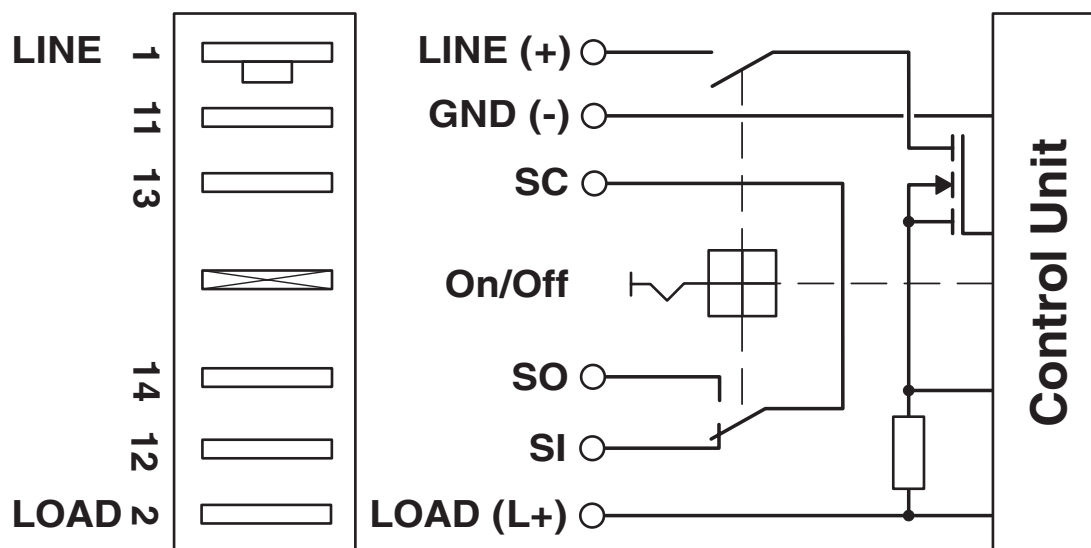 LINE 1 LINE (+)
11 GND (-)
13 SC
On/Off
14 SO
12 SI
LOAD 2 LOAD (L+)
Control Unit